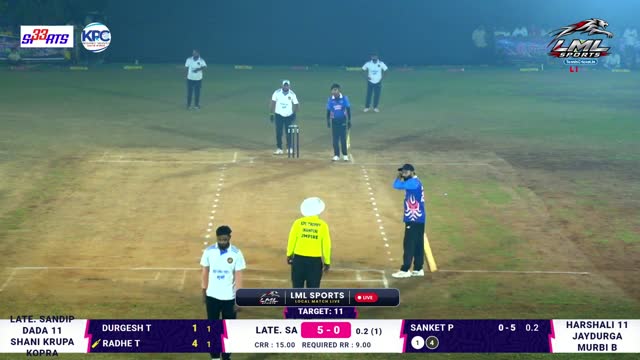 33
SPORTS
KPC
LML
SPORTS
LML SPORTS
LOCAL MATCH LIVE
LIVE
TARGET: 11
LATE. SANDIP
DADA 11
SHANI KRUPA
KOPRA
DURGESH T 1 1
RADHE T 4 1
LATE. SA 5 - 0 0.2 (1)
CRR : 15.00 REQUIRED RR : 9.00
SANKET P 0 - 5 0.2
1 4
HARSHALI 11
JAYDURGA
MURBI B